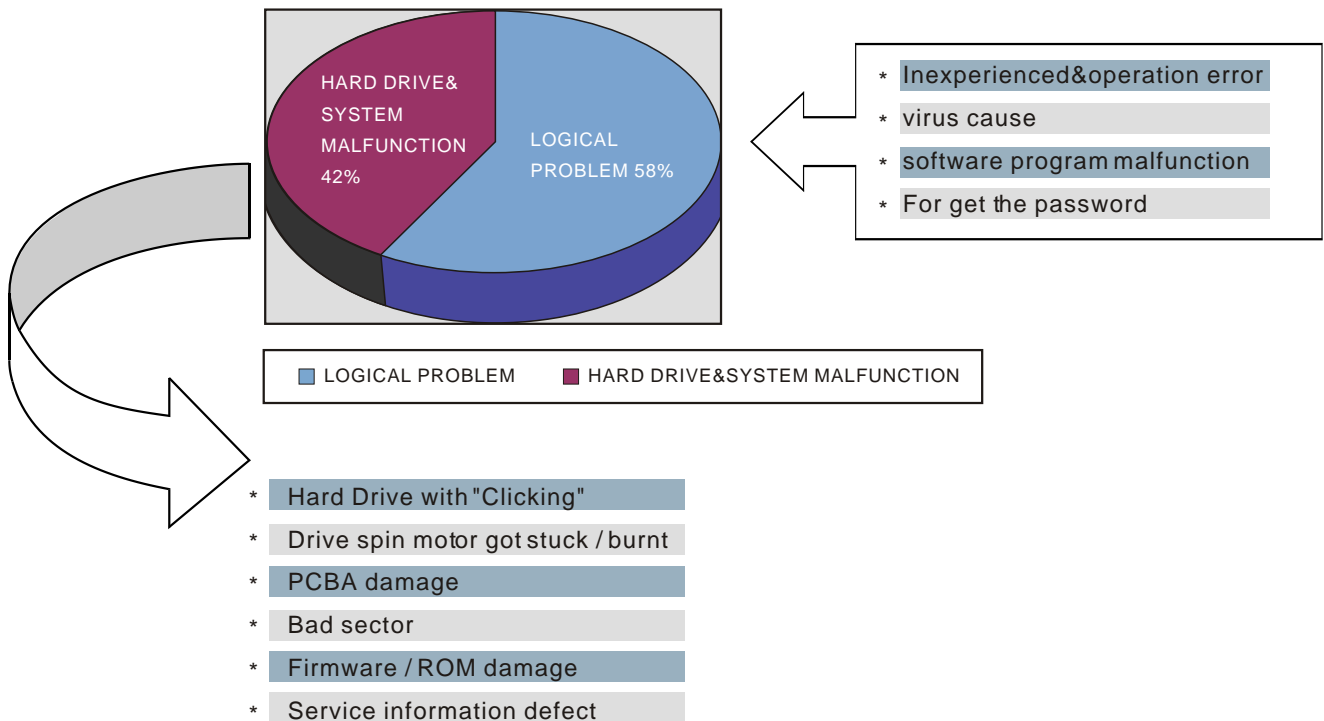 HARD DRIVE&
SYSTEM
MALFUNCTION
42%
LOGICAL
PROBLEM 58%
* Inexperienced&operation error
* virus cause
* software program malfunction
* For get the password
LOGICAL PROBLEM
HARD DRIVE&SYSTEM MALFUNCTION
* Hard Drive with "Clicking"
* Drive spin motor got stuck / burnt
* PCBA damage
* Bad sector
* Firmware / ROM damage
* Service information defect